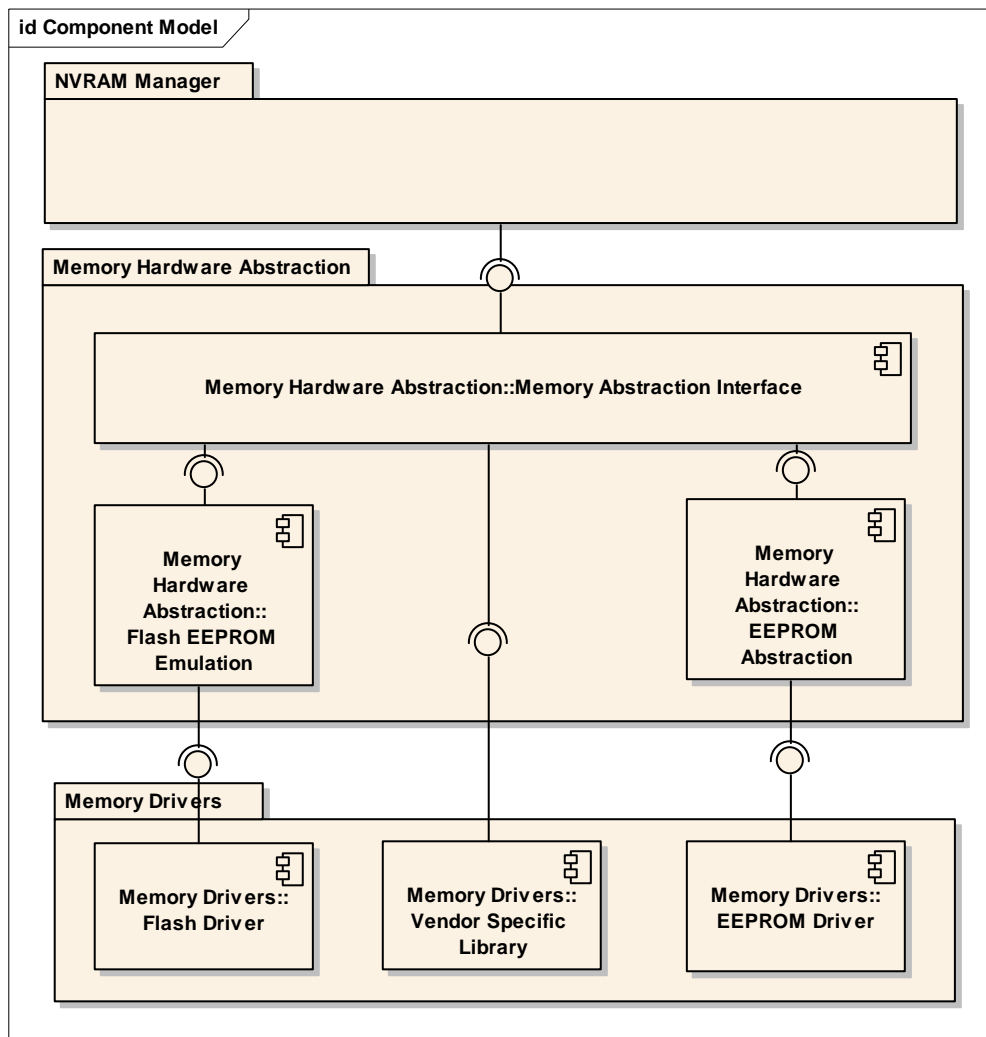 id Component Model
NVRAM Manager
Memory Hardware Abstraction
Memory Hardware Abstraction::Memory Abstraction Interface
Memory
Hardware
Abstraction::
Flash EEPROM
Emulation
Memory
Hardware
Abstraction::
EEPROM
Abstraction
Memory Drivers
Memory Drivers::
Flash Driver
Memory Drivers::
Vendor Specific
Library
Memory Drivers::
EEPROM Driver